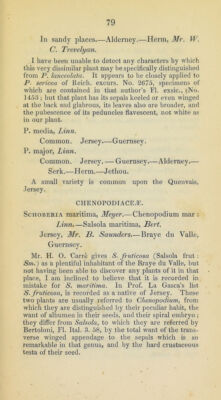 79
In sandy places.—Alderney.—Herm, Mr. W.
C. Trevelyan.
I have been unable to detect any characters by which
this very dissimilar plant may be specifically distinguished
from P. lanceolata. It appears to be closely applied to
P. sericea of Reich. excurs. No. 2675, specimens of
which are contained in that author's Fl. exsic., (No.
1453; but that plant has its sepals keeled or even winged
at the back and glabrous, its leaves also are broader, and
the pubescence of its peduncles flavescent, not white as
in our plant.
P. media, Linn.
Common. Jersey.—Guernsey.
P. major, Linn.
Common. Jersey.—Guernsey.—Alderney.—
Serk.—Herm.—Jethou.
A small variety is common upon the Quenvais,
Jersey.
CHENOPODIACEÆ.
Schoberia maritima, Meyer.—Chenopodium mar:
Linn.—Salsola maritima, Bert.
Jersey, Mr. B. Saunders.—Braye du Valle,
Guernsey.
Mr. H. O. Carré gives S. fruticosa (Salsola frut:
Sm.) as a plentiful inhabitant of the Braye du Valle, but
not having been able to discover any plants of it in that
place, I am inclined to believe that it is recorded in
mistake for S. maritima. In Prof. La Gasca's list
S. fruticosa, is recorded as a native of Jersey. These
two plants are usually referred to Chenopodium, from
which they are distinguished by their peculiar habit, the
want of albumen in their seeds, and their spiral embryo;
they differ from Salsola, to which they are referred by
Bertoloni, Fl. Ital. 3. 58, by the total want of the trans-
verse winged appendage to the sepals which is so
remarkable in that genus, and by the hard crustaceous
testa of their seed.